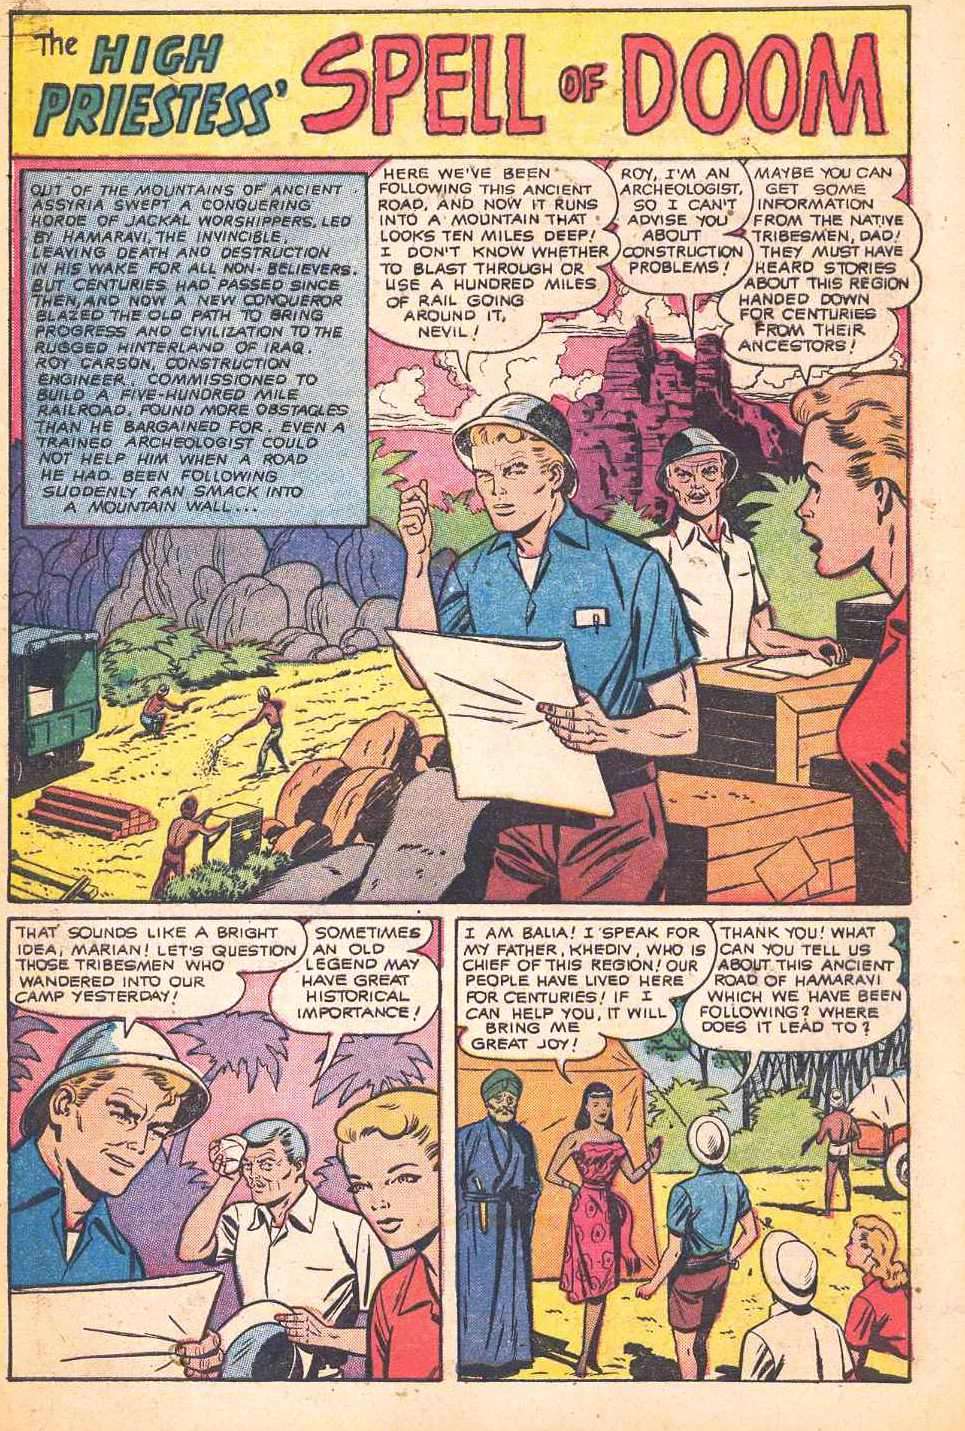 The HIGH
PRIESTESS' SPELL OF DOOM
OUT OF THE MOUNTAINS OF ANCIENT
ASSYRIA SWEPT A CONQUERING
HORDE OF JACKAL WORSHIPPERS, LED
BY HAMARAVI, THE INVINCIBLE,
LEAVING DEATH AND DESTRUCTION
IN HIS WAKE FOR ALL NON-BELIEVERS.
BUT CENTURIES HAD PASSED SINCE
THEN, AND NOW A NEW CONQUEROR
BLAZED THE OLD PATH TO BRING
PROGRESS AND CIVILIZATION TO THE
RUGGED HINTERLAND OF IRAQ.
ROY CARSON, CONSTRUCTION
ENGINEER, COMMISSIONED TO
BUILD A FIVE-HUNDRED MILE
RAILROAD, FOUND MORE OBSTACLES
THAN HE BARGAINED FOR. EVEN A
TRAINED ARCHEOLOGIST COULD
NOT HELP HIM WHEN A ROAD
HE HAD BEEN FOLLOWING
SUDDENLY RAN SMACK INTO
A MOUNTAIN WALL...
HERE WE'VE BEEN
FOLLOWING THIS ANCIENT
ROAD, AND NOW IT RUNS
INTO A MOUNTAIN THAT
LOOKS TEN MILES DEEP!
I DON'T KNOW WHETHER
TO BLAST THROUGH OR
USE A HUNDRED MILES
OF RAIL GOING
AROUND IT,
NEVIL!
ROY, I'M AN
ARCHEOLOGIST,
SO I CAN'T
ADVISE YOU
ABOUT
CONSTRUCTION
PROBLEMS!
MAYBE YOU CAN
GET SOME
INFORMATION
FROM THE NATIVE
TRIBESMEN, DAD!
THEY MUST HAVE
HEARD STORIES
ABOUT THIS REGION
HANDED DOWN
FOR CENTURIES
FROM THEIR
ANCESTORS!
THAT SOUNDS LIKE A BRIGHT
IDEA, MARIAN! LET'S QUESTION
THOSE TRIBESMEN WHO
WANDERED INTO OUR
CAMP YESTERDAY!
SOMETIMES
AN OLD
LEGEND MAY
HAVE GREAT
HISTORICAL
IMPORTANCE!
I AM BALIA! I SPEAK FOR
MY FATHER, KHEDIV, WHO IS
CHIEF OF THIS REGION! OUR
PEOPLE HAVE LIVED HERE
FOR CENTURIES! IF I
CAN HELP YOU, IT WILL
BRING ME
GREAT JOY!
THANK YOU! WHAT
CAN YOU TELL US
ABOUT THIS ANCIENT
ROAD OF HAMARAVI
WHICH WE HAVE BEEN
FOLLOWING? WHERE
DOES IT LEAD TO?